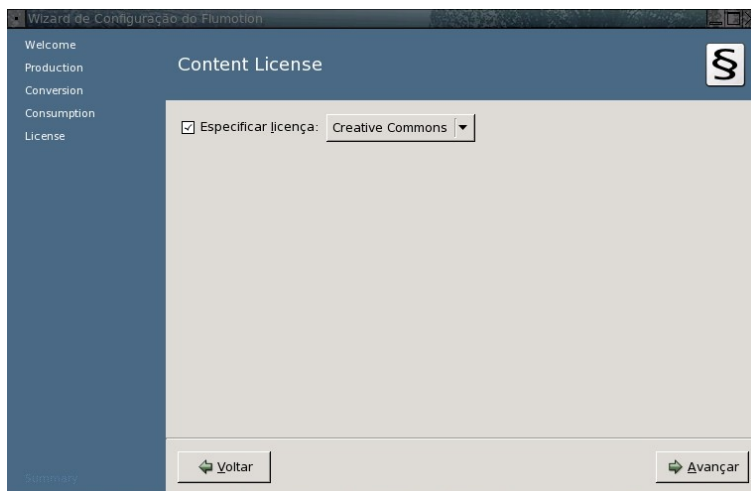 Wizard de Configuração do Flumotion
Welcome
Production
Conversion
Consumption
License
Content License
§
Especificar licença: Creative Commons
Voltar
Avançar
Summary